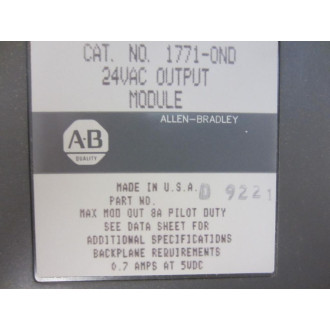 CAT. NO. 1771-OND
24VAC OUTPUT
MODULE
ALLEN-BRADLEY
A-B
QUALITY
MADE IN U.S.A.
D 9221
PART NO.
MAX MOD OUT 8A PILOT DUTY
SEE DATA SHEET FOR
ADDITIONAL SPECIFICATIONS
BACKPLANE REQUIREMENTS
0.7 AMPS AT 5VDC